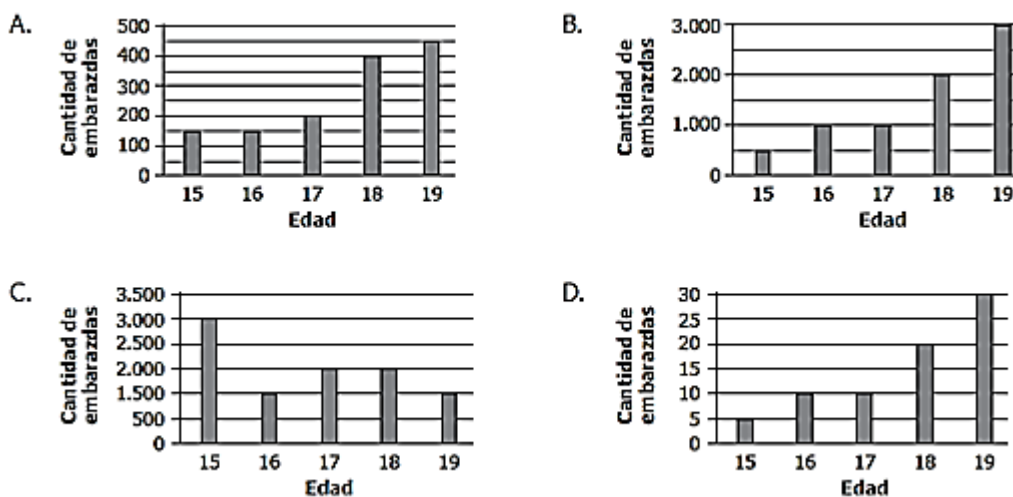 A.
Cantidad de
embarazdas
500
400
300
200
100
0
15 16 17 18 19
Edad
B.
Cantidad de
embarazdas
3.000
2.000
1.000
0
15 16 17 18 19
Edad
C.
Cantidad de
embarazdas
3.500
3.000
2.500
2.000
1.500
500
0
15 16 17 18 19
Edad
D.
Cantidad de
embarazdas
30
25
20
15
10
5
0
15 16 17 18 19
Edad